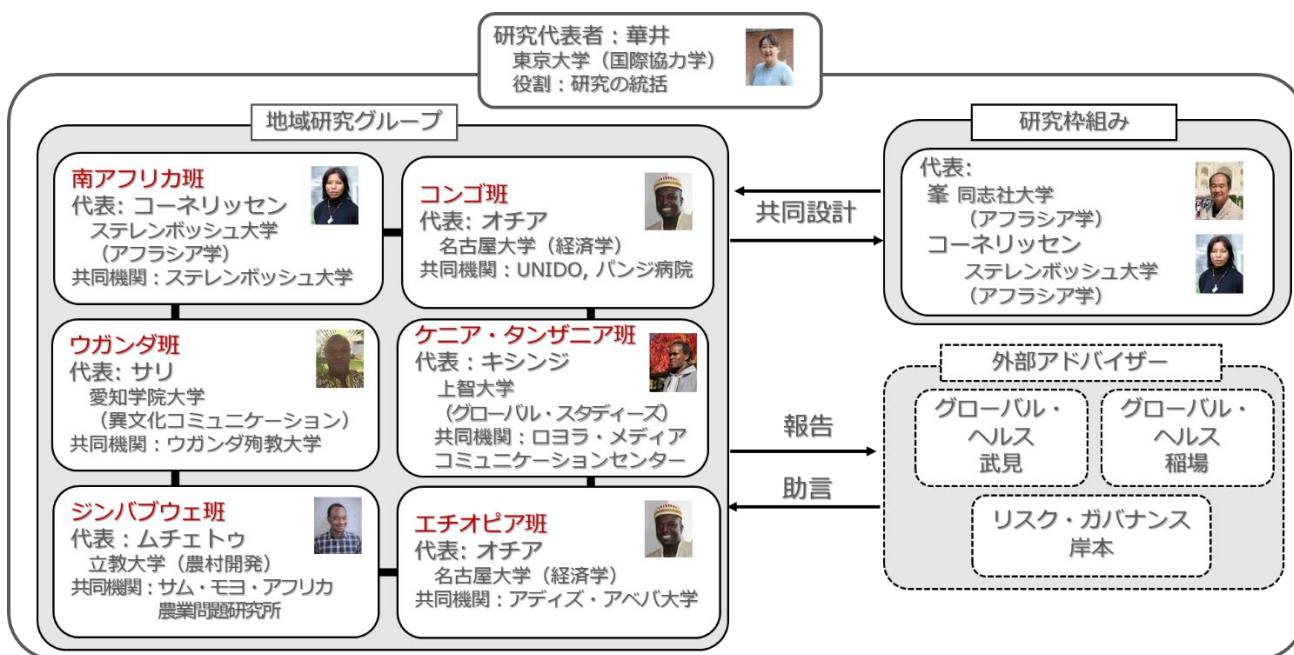 研究代表者：華井
東京大学（国際協力学）
役割：研究の統括
地域研究グループ
南アフリカ班
代表: コーネリッセン
ステレンボッシュ大学
（アフラシア学）
共同機関：ステレンボッシュ大学
コンゴ班
代表: オチア
名古屋大学（経済学）
共同機関：UNIDO, パンジ病院
ウガンダ班
代表: サリ
愛知学院大学
（異文化コミュニケーション）
共同機関：ウガンダ殉教大学
ケニア・タンザニア班
代表：キシンジ
上智大学
（グローバル・スタディーズ）
共同機関：ロヨラ・メディア
コミュニケーションセンター
ジンバブウェ班
代表：ムチェトゥ
立教大学（農村開発）
共同機関：サム・モヨ・アフリカ
農業問題研究所
エチオピア班
代表: オチア
名古屋大学（経済学）
共同機関：アディズ・アベバ大学
共同設計
報告
助言
研究枠組み
代表:
峯 同志社大学
（アフラシア学）
コーネリッセン
ステレンボッシュ大学
（アフラシア学）
外部アドバイザー
グローバル・
ヘルス
武見
グローバル・
ヘルス
稲場
リスク・ガバナンス
岸本